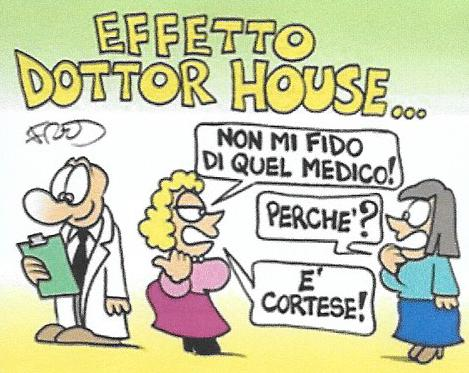 EFFETTO
DOTTOR HOUSE...
NON MI FIDO
DI QUEL MEDICO!
PERCHE'?
E'
CORTESE!